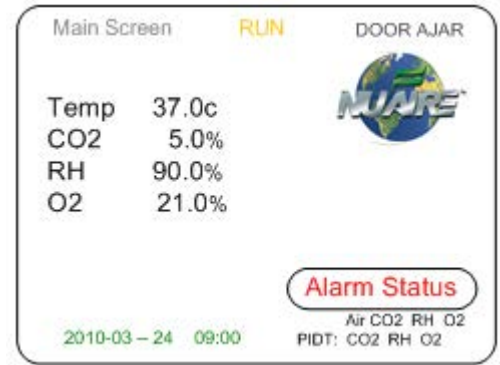 Main Screen RUN DOOR AJAR
NUAIRE
Temp 37.0c
CO2 5.0%
RH 90.0%
O2 21.0%
Alarm Status
Air CO2 RH O2
2010-03 – 24 09:00 PIDT: CO2 RH O2